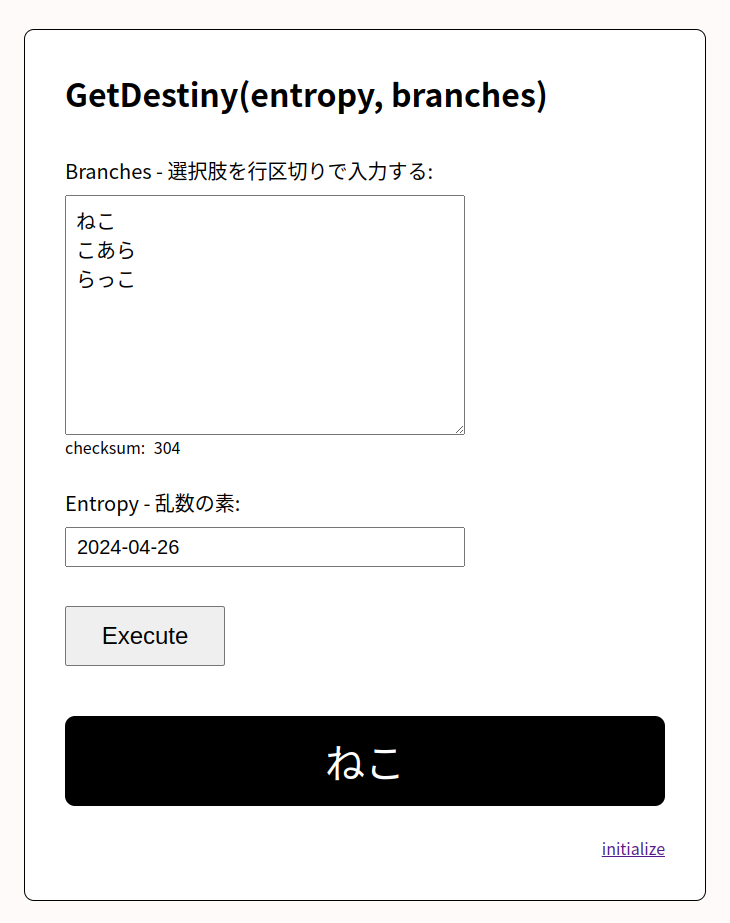 GetDestiny(entropy, branches)
Branches - 選択肢を行区切りで入力する:
ねこ
こあら
らっこ
checksum: 304
Entropy - 乱数の素:
2024-04-26
Execute
ねこ
initialize